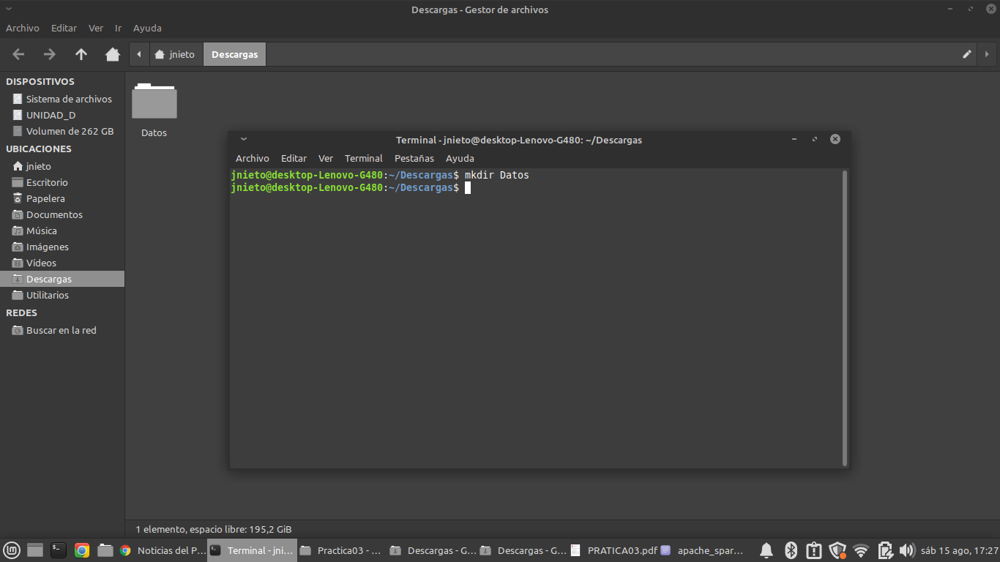 Descargas - Gestor de archivos
Archivo Editar Ver Ir Ayuda
jnieto Descargas
DISPOSITIVOS
Sistema de archivos
UNIDAD_D
Volumen de 262 GB
UBICACIONES
jnieto
Escritorio
Papelera
Documentos
Música
Imágenes
Vídeos
Descargas
Utilitarios
REDES
Buscar en la red
Datos
Terminal - jnieto@desktop-Lenovo-G480: ~/Descargas
Archivo Editar Ver Terminal Pestañas Ayuda
jnieto@desktop-Lenovo-G480:~/Descargas$ mkdir Datos
jnieto@desktop-Lenovo-G480:~/Descargas$
1 elemento, espacio libre: 195,2 GiB
Noticias del P... Terminal - jni... Practica03 - ... Descargas - G... Descargas - G... PRATICA03.pdf apache_spar... sáb 15 ago, 17:27